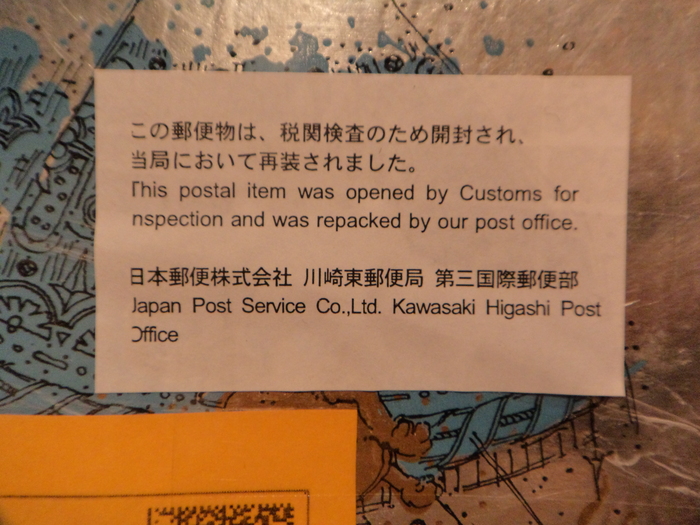 この郵便物は、税関検査のため開封され、
当局において再装されました。
This postal item was opened by Customs for
nspection and was repacked by our post office.
日本郵便株式会社 川崎東郵便局 第三国際郵便部
Japan Post Service Co.,Ltd. Kawasaki Higashi Post
Office